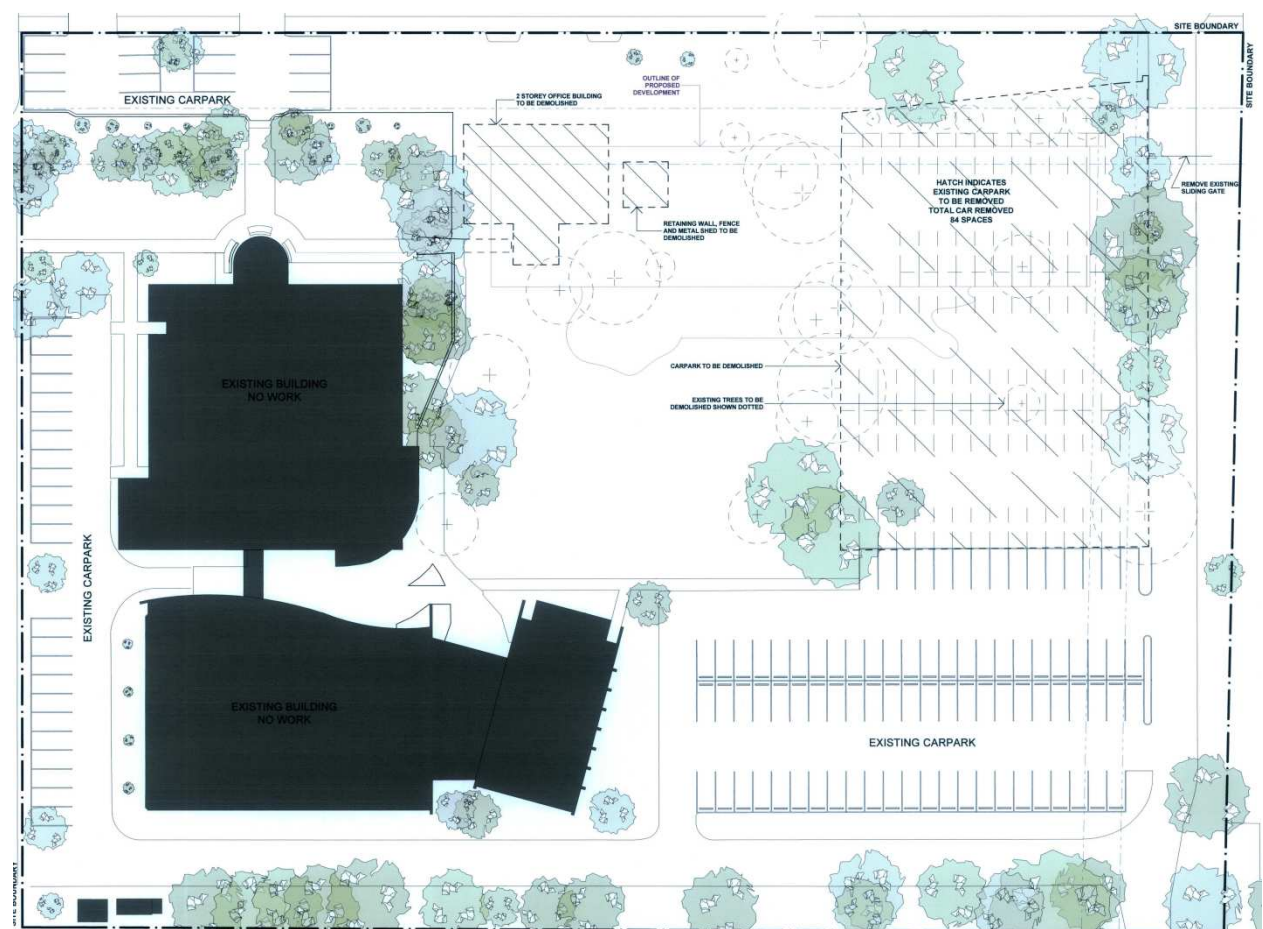 SITE BOUNDARY
SITE BOUNDARY
EXISTING CARPARK
2 STOREY OFFICE BUILDING
TO BE DEMOLISHED
OUTLINE OF
PROPOSED
DEVELOPMENT
HATCH INDICATES
EXISTING CARPARK
TO BE REMOVED
TOTAL CAR REMOVED
84 SPACES
REMOVE EXISTING
SLIDING GATE
RETAINING WALL, FENCE
AND METAL SHED TO BE
DEMOLISHED
EXISTING BUILDING
NO WORK
CARPARK TO BE DEMOLISHED
EXISTING TREES TO BE
DEMOLISHED SHOWN DOTTED
EXISTING CARPARK
EXISTING BUILDING
NO WORK
EXISTING CARPARK
SITE BOUNDARY